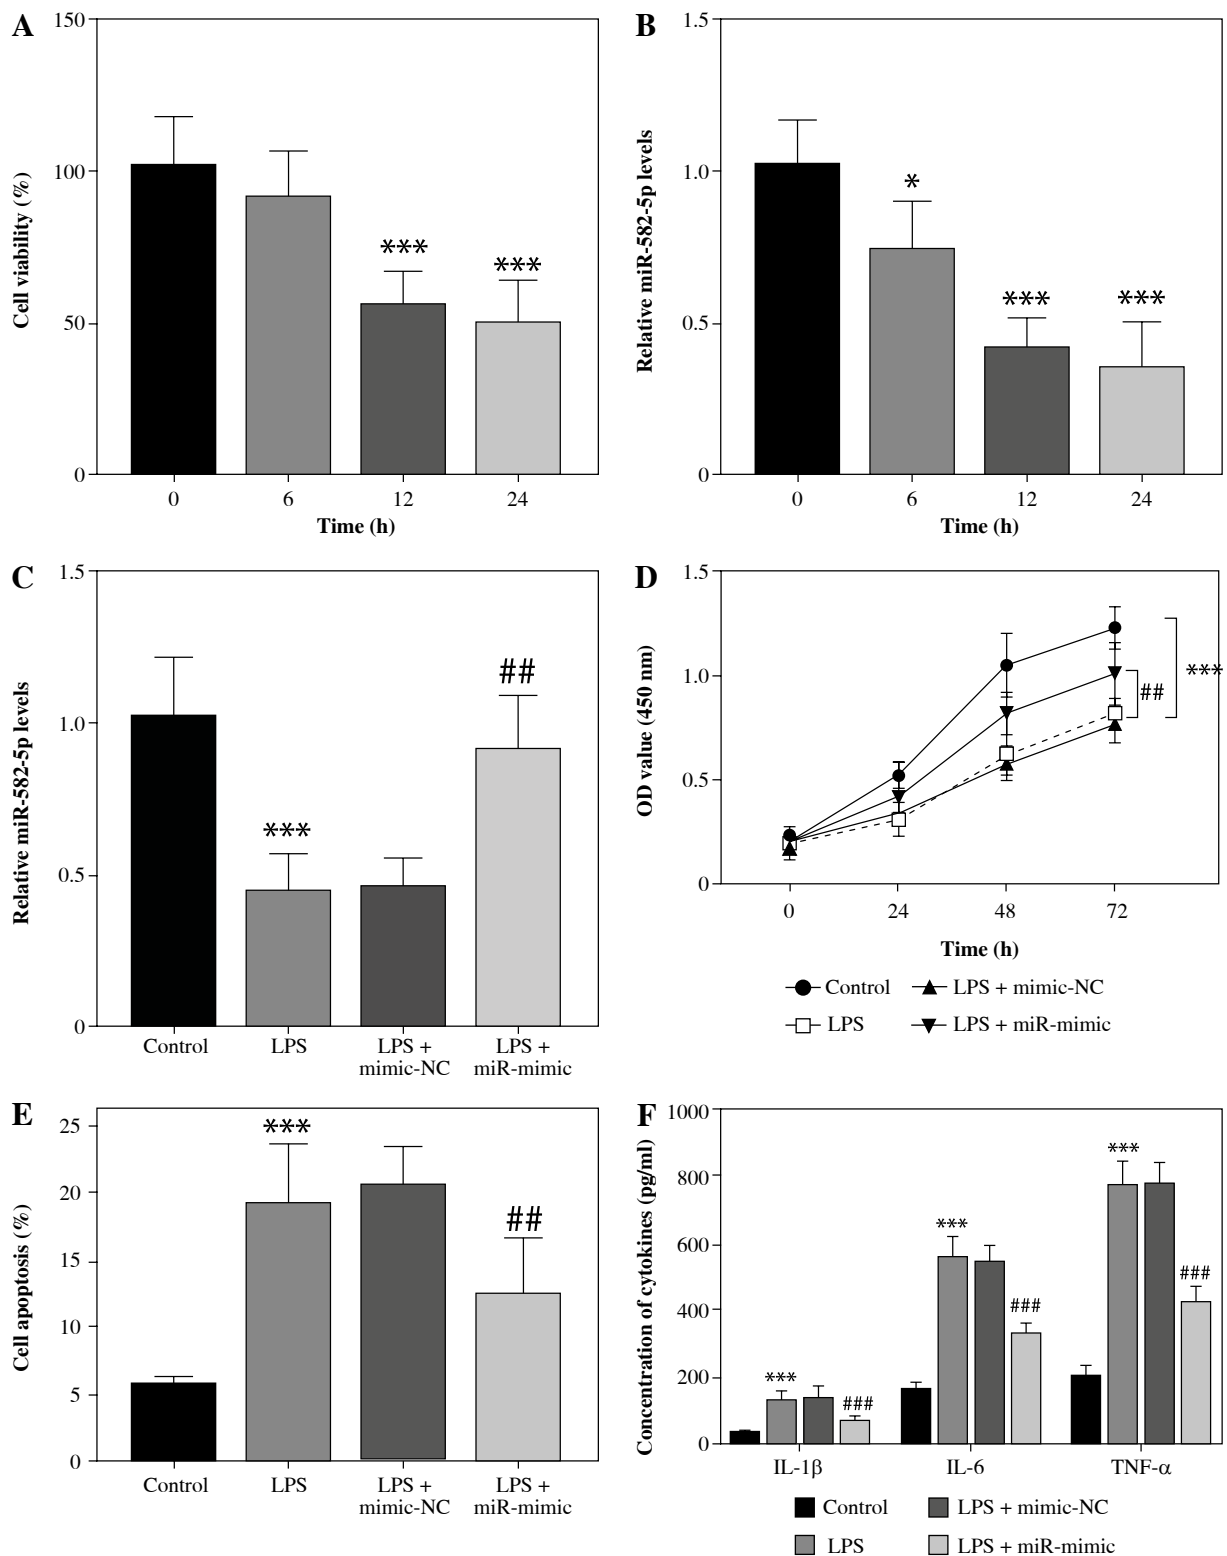 A
150
100
50
0
Cell viability (%)
***
***
0 6 12 24
Time (h)
B
1.5
1.0
0.5
0
Relative miR-582-5p levels
*
***
***
0 6 12 24
Time (h)
C
1.5
1.0
0.5
0
Relative miR-582-5p levels
***
##
Control LPS LPS + LPS +
mimic-NC miR-mimic
D
1.5
1.0
0.5
0
OD value (450 nm)
***
##
0 24 48 72
Time (h)
Control LPS + mimic-NC
LPS LPS + miR-mimic
E
25
20
15
10
5
0
Cell apoptosis (%)
***
##
Control LPS LPS + LPS +
mimic-NC miR-mimic
F
1000
800
600
400
200
0
Concentration of cytokines (pg/ml)
***
###
***
###
***
###
IL-1β IL-6 TNF-α
Control LPS + mimic-NC
LPS LPS + miR-mimic